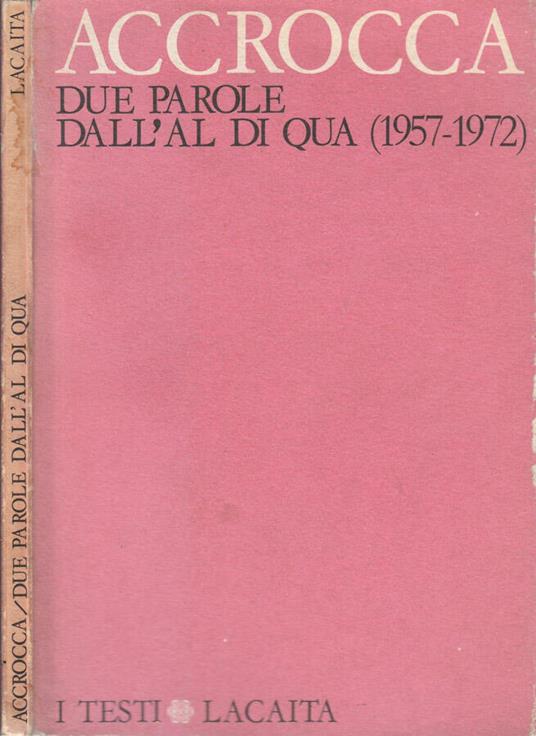 ACCROCCA
DUE PAROLE
DALL'AL DI QUA (1957-1972)
I TESTI LACAITA
ACCROCCA/DUE PAROLE DALL'AL DI QUA LACAITA